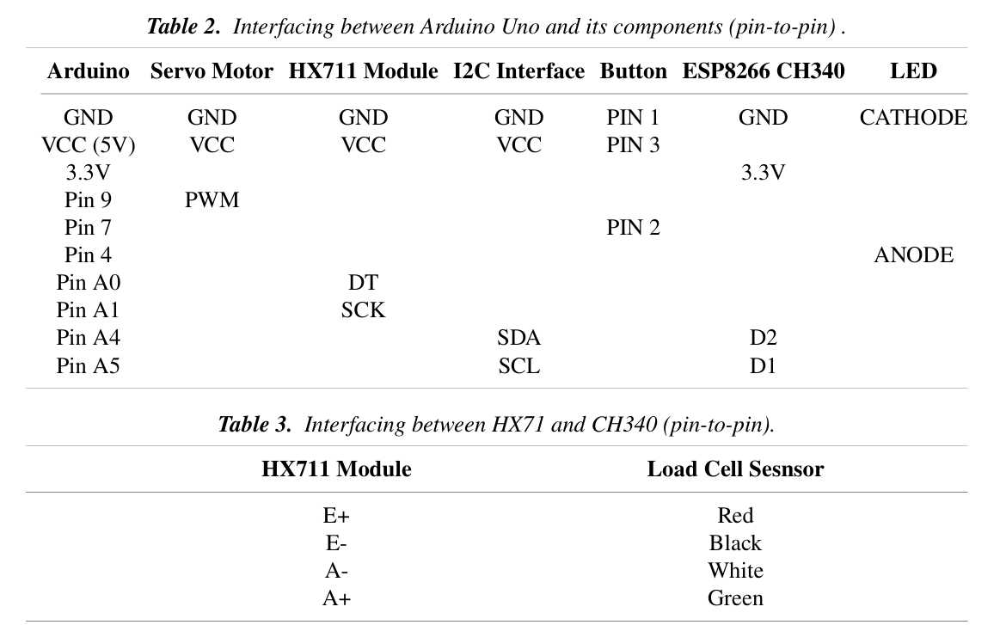 Table 2. Interfacing between Arduino Uno and its components (pin-to-pin) .
Arduino Servo Motor HX711 Module I2C Interface Button ESP8266 CH340 LED
GND GND GND GND PIN 1 GND CATHODE
VCC (5V) VCC VCC VCC PIN 3
3.3V 3.3V
Pin 9 PWM
Pin 7 PIN 2
Pin 4 ANODE
Pin A0 DT
Pin A1 SCK
Pin A4 SDA D2
Pin A5 SCL D1
Table 3. Interfacing between HX71 and CH340 (pin-to-pin).
HX711 Module Load Cell Sesnsor
E+ Red
E- Black
A- White
A+ Green